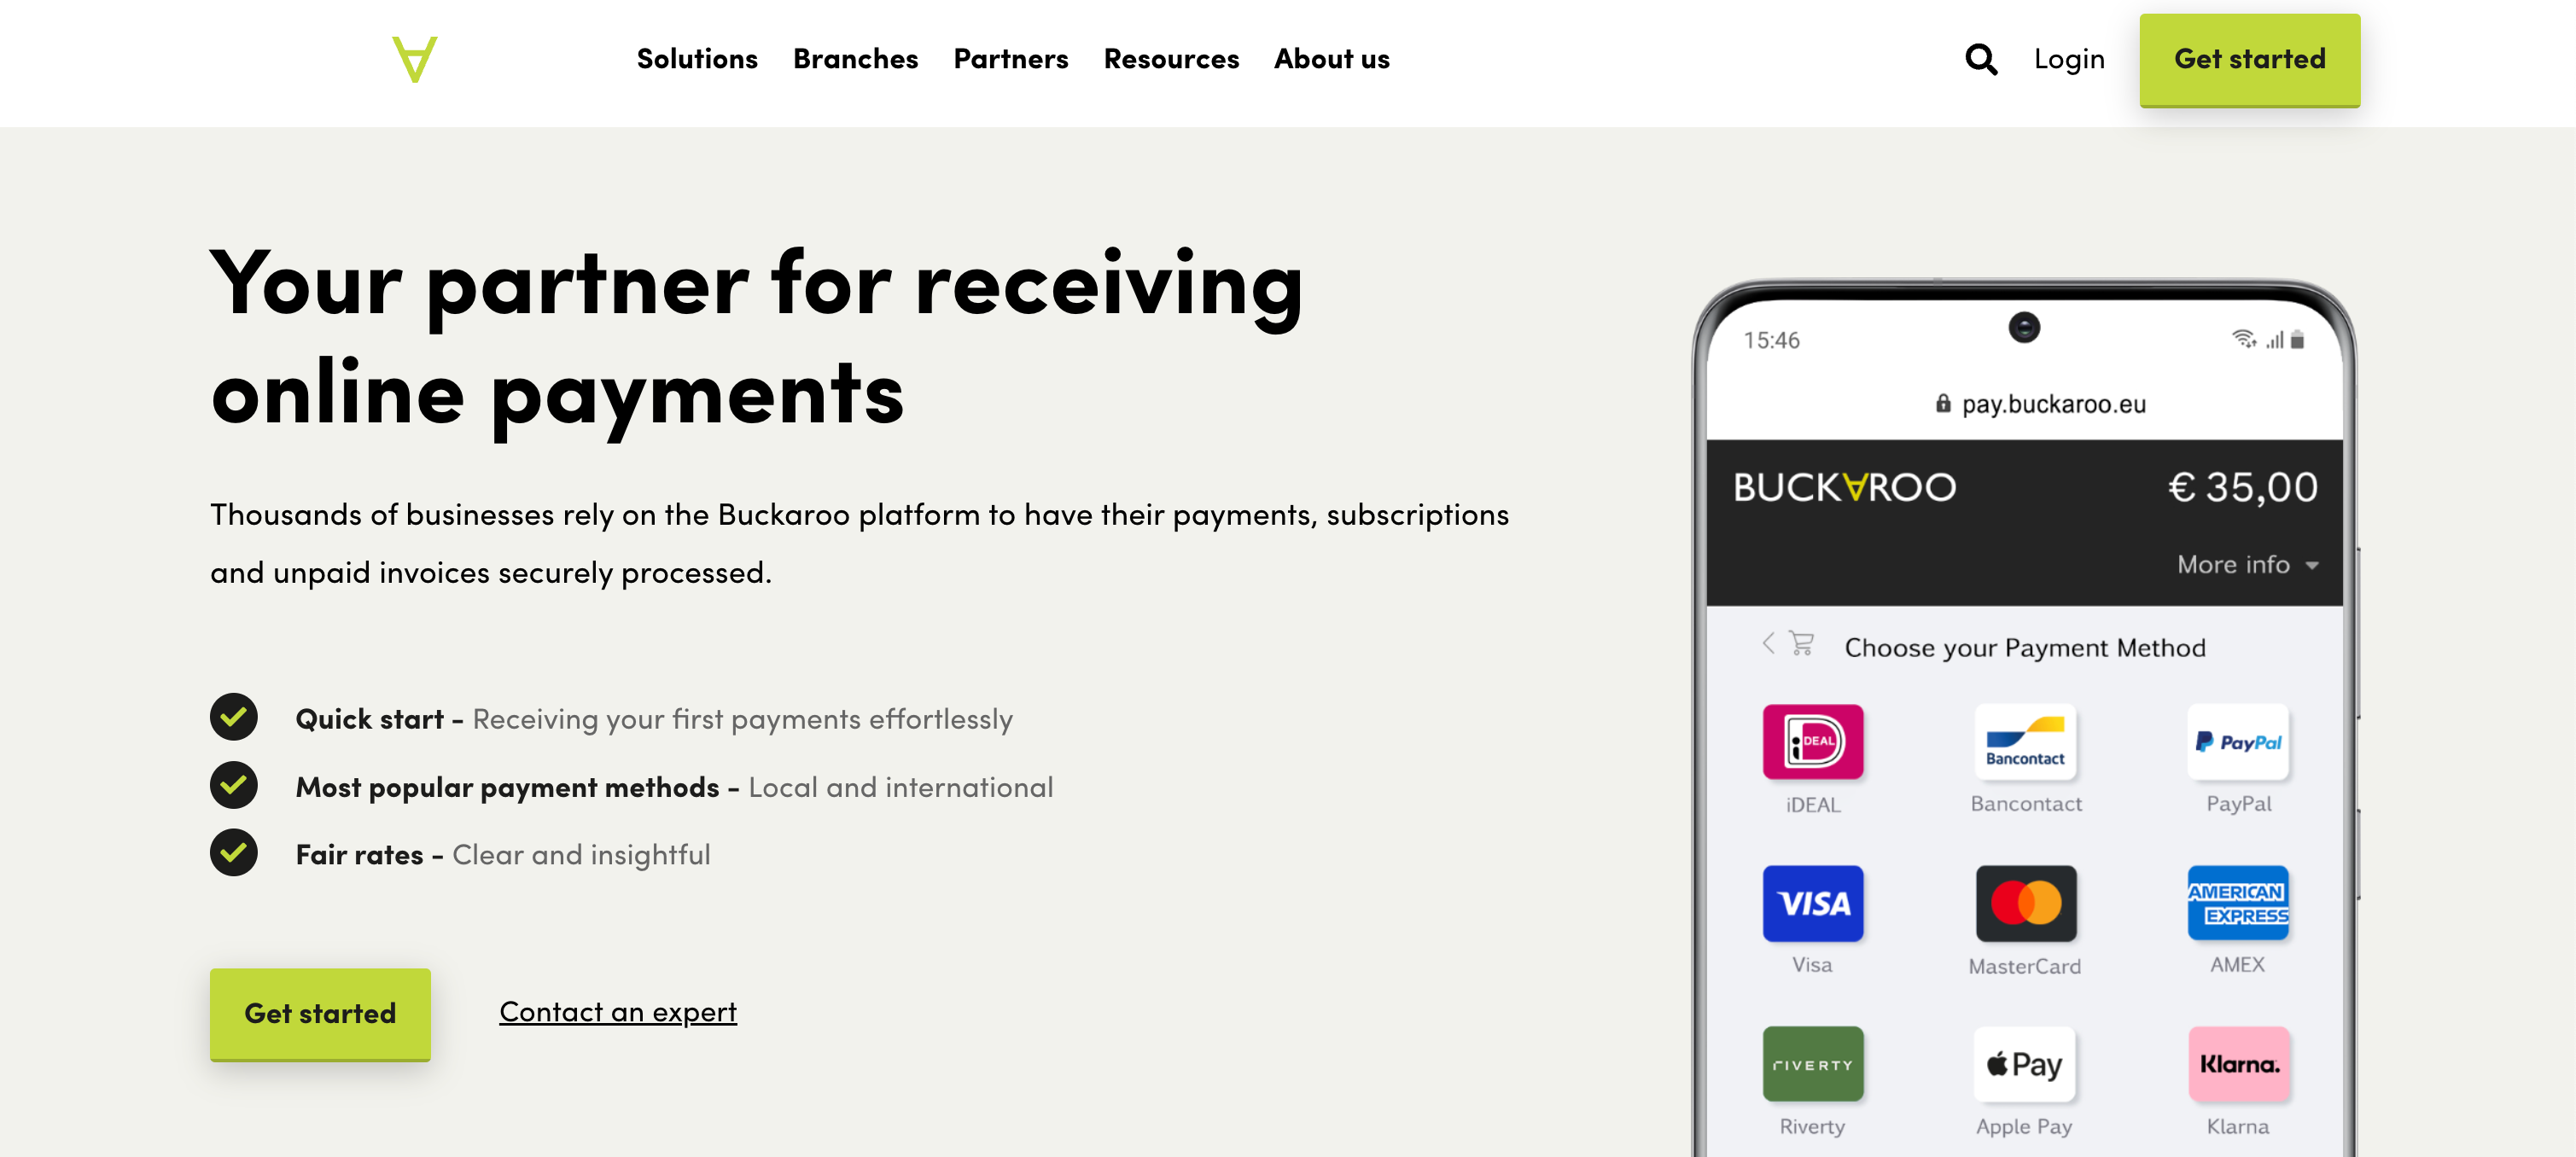 Solutions
Branches
Partners
Resources
About us
Login
Get started
Your partner for receiving
online payments
Thousands of businesses rely on the Buckaroo platform to have their payments, subscriptions
and unpaid invoices securely processed.
Quick start - Receiving your first payments effortlessly
Most popular payment methods - Local and international
Fair rates - Clear and insightful
Get started
Contact an expert
15:46
pay.buckaroo.eu
BUCKAROO
€ 35,00
More info
Choose your Payment Method
iDEAL
Bancontact
PayPal
iDEAL
Bancontact
PayPal
VISA
AMERICAN
EXPRESS
Visa
MasterCard
AMEX
RIVERTY
Pay
Klarna.
Riverty
Apple Pay
Klarna